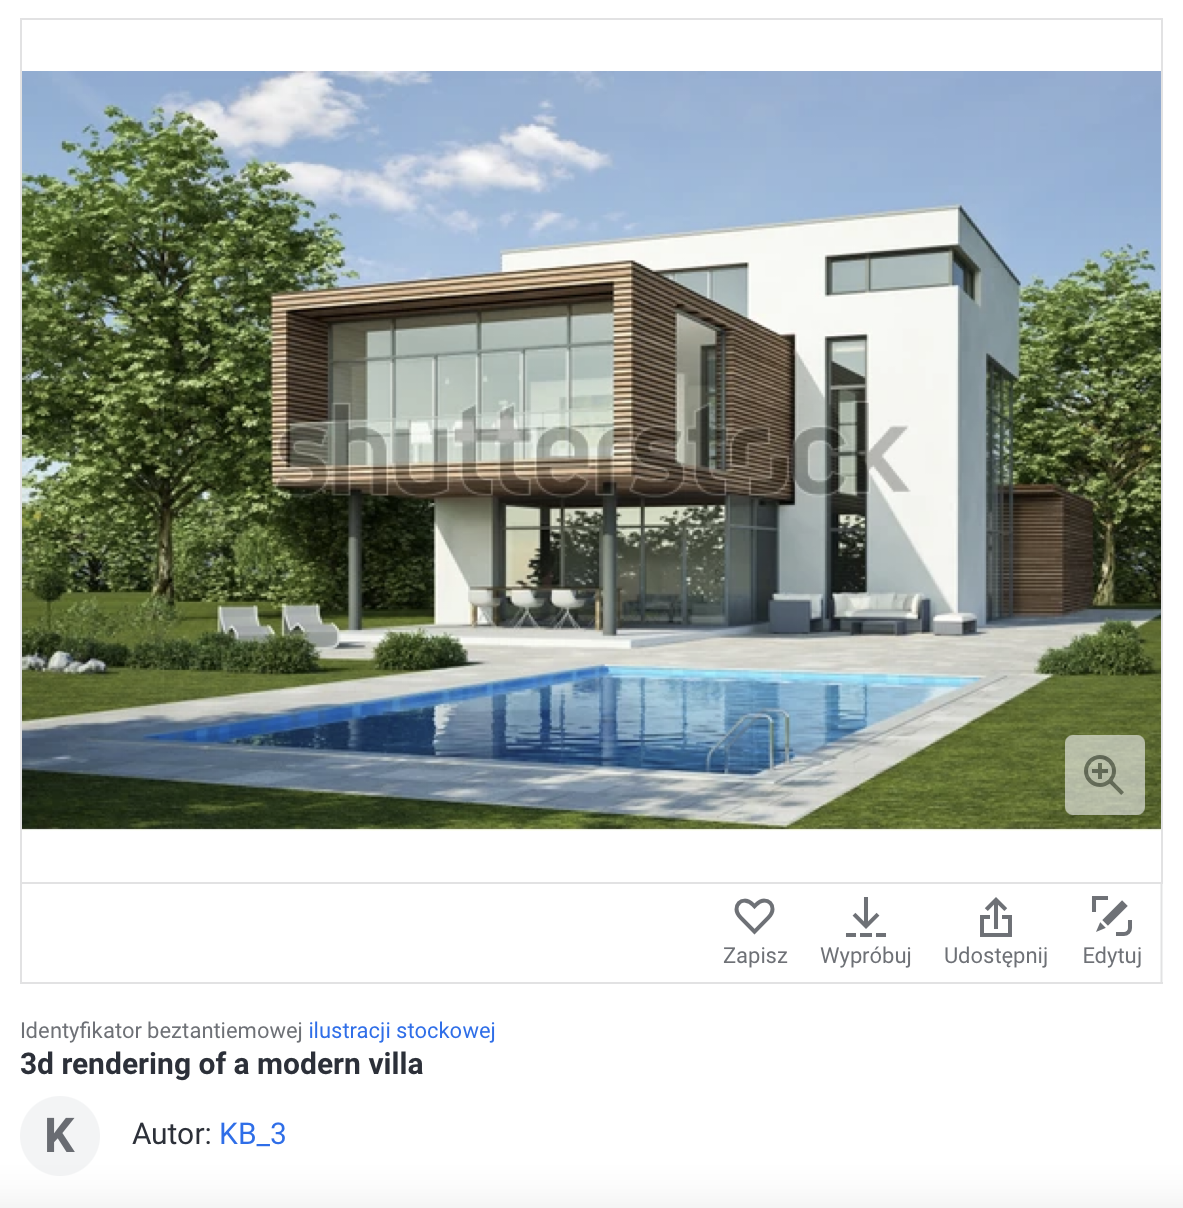 shutterstock
Zapisz
Wypróbuj
Udostępnij
Edytuj
Identyfikator beztantiemowej ilustracji stockowej
3d rendering of a modern villa
K
Autor: KB_3